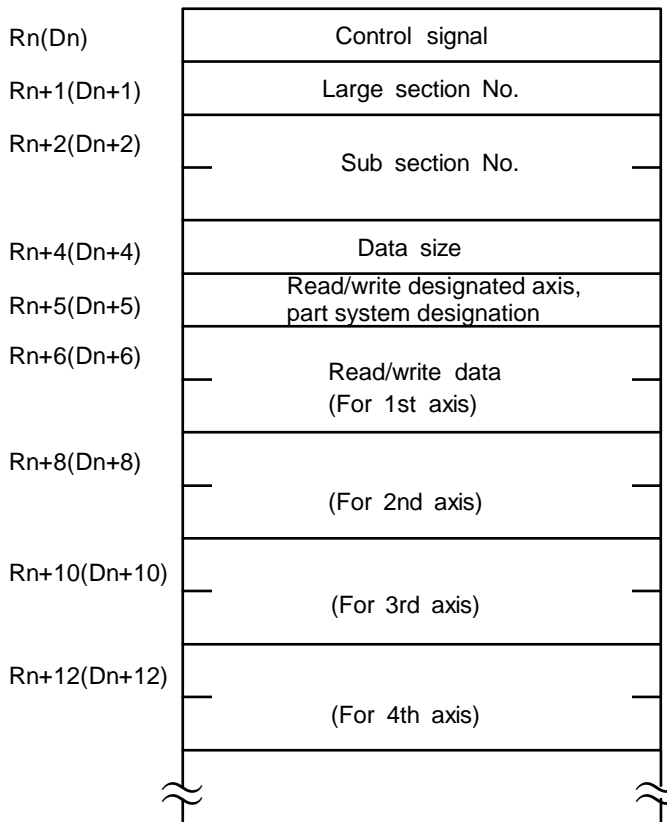 Rn(Dn) Control signal
Rn+1(Dn+1) Large section No.
Rn+2(Dn+2)
Sub section No.
Rn+4(Dn+4) Data size
Rn+5(Dn+5) Read/write designated axis,
part system designation
Rn+6(Dn+6)
Read/write data
(For 1st axis)
Rn+8(Dn+8)
(For 2nd axis)
Rn+10(Dn+10)
(For 3rd axis)
Rn+12(Dn+12)
(For 4th axis)